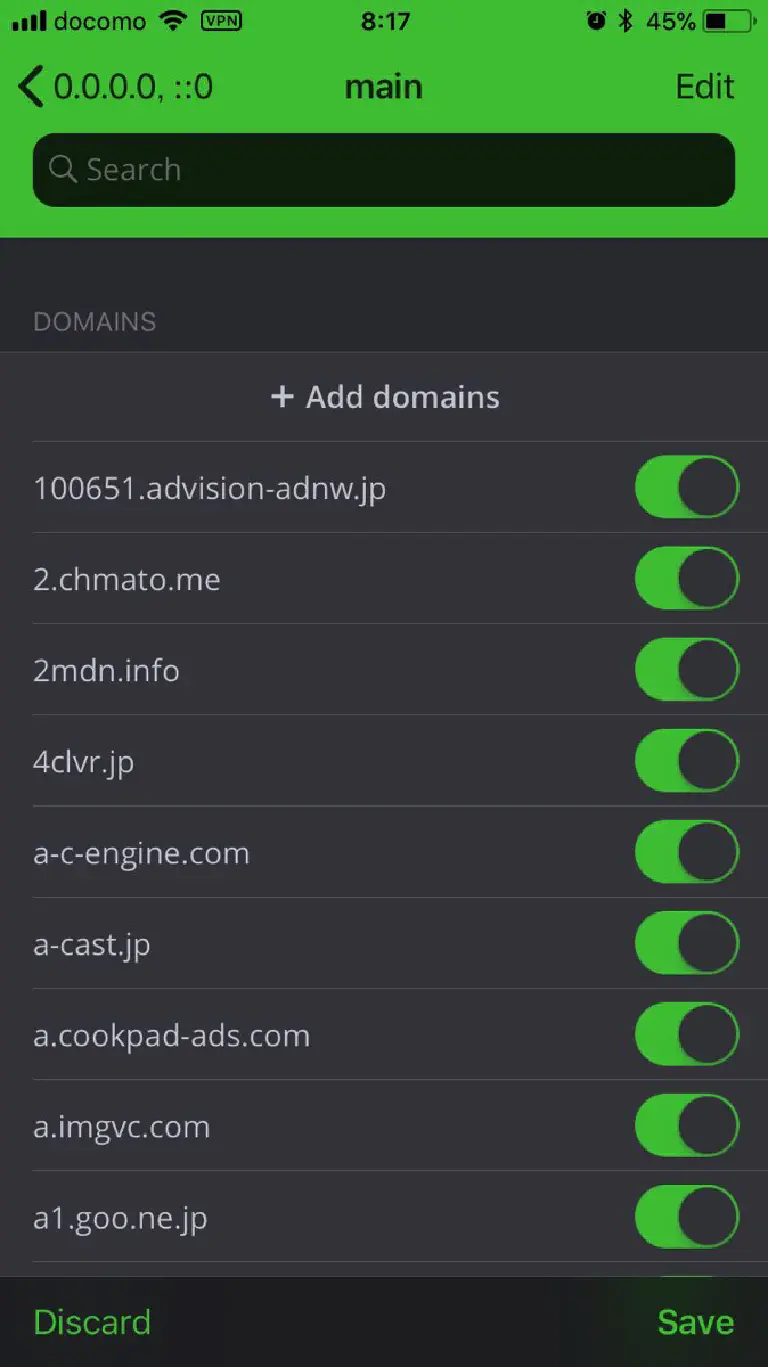 docomo VPN 8:17 45%
0.0.0.0, ::0 main Edit
Search
DOMAINS
+ Add domains
100651.advision-adnw.jp
2.chmato.me
2mdn.info
4clvr.jp
a-c-engine.com
a-cast.jp
a.cookpad-ads.com
a.imgvc.com
a1.goo.ne.jp
Discard Save